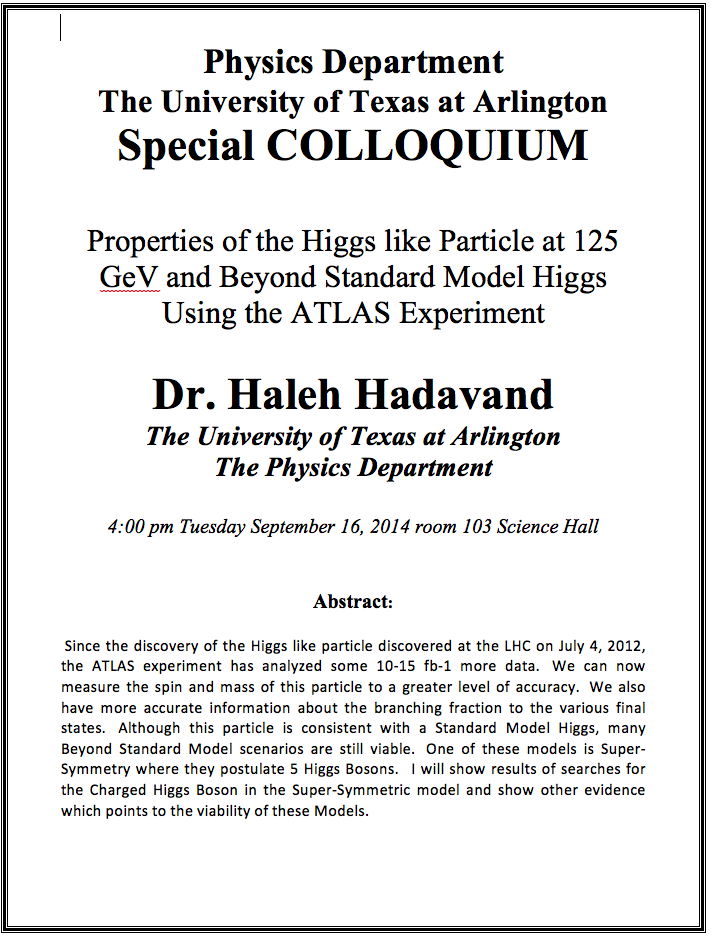 Physics Department
The University of Texas at Arlington
Special COLLOQUIUM
Properties of the Higgs like Particle at 125
GeV and Beyond Standard Model Higgs
Using the ATLAS Experiment
Dr. Haleh Hadavand
The University of Texas at Arlington
The Physics Department
4:00 pm Tuesday September 16, 2014 room 103 Science Hall
Abstract:
Since the discovery of the Higgs like particle discovered at the LHC on July 4, 2012,
the ATLAS experiment has analyzed some 10-15 fb-1 more data. We can now
measure the spin and mass of this particle to a greater level of accuracy. We also
have more accurate information about the branching fraction to the various final
states. Although this particle is consistent with a Standard Model Higgs, many
Beyond Standard Model scenarios are still viable. One of these models is Super-
Symmetry where they postulate 5 Higgs Bosons. I will show results of searches for
the Charged Higgs Boson in the Super-Symmetric model and show other evidence
which points to the viability of these Models.